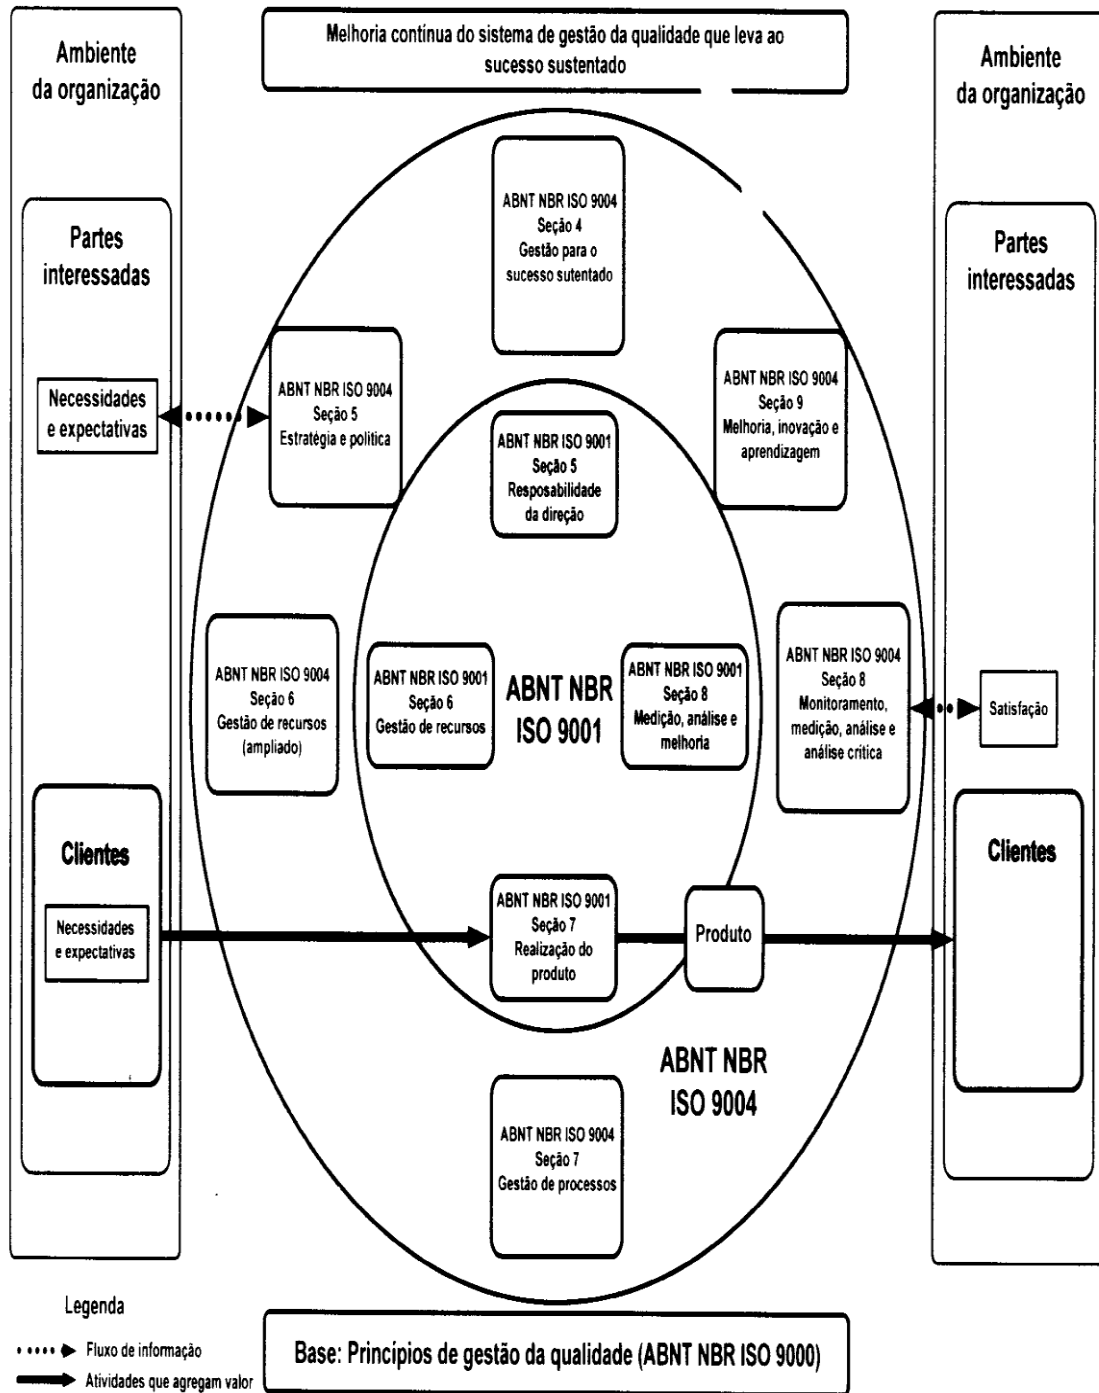 Melhoria contínua do sistema de gestão da qualidade que leva ao
sucesso sustentado
Ambiente
da organização
Partes
interessadas
Necessidades
e expectativas
Clientes
Necessidades
e expectativas
ABNT NBR ISO 9004
Seção 4
Gestão para o
sucesso sutentado
ABNT NBR ISO 9004
Seção 5
Estratégia e política
ABNT NBR ISO 9004
Seção 9
Melhoria, inovação e
aprendizagem
ABNT NBR ISO 9001
Seção 5
Resposabilidade
da direção
ABNT NBR ISO 9004
Seção 6
Gestão de recursos
(ampliado)
ABNT NBR ISO 9001
Seção 6
Gestão de recursos
ABNT NBR
ISO 9001
ABNT NBR ISO 9001
Seção 8
Medição, análise e
melhoria
ABNT NBR ISO 9004
Seção 8
Monitoramento,
medição, análise e
análise crítica
ABNT NBR ISO 9001
Seção 7
Realização do
produto
Produto
ABNT NBR
ISO 9004
ABNT NBR ISO 9004
Seção 7
Gestão de processos
Ambiente
da organização
Partes
interessadas
Satisfação
Clientes
Legenda
Fluxo de informação
Atividades que agregam valor
Base: Princípios de gestão da qualidade (ABNT NBR ISO 9000)